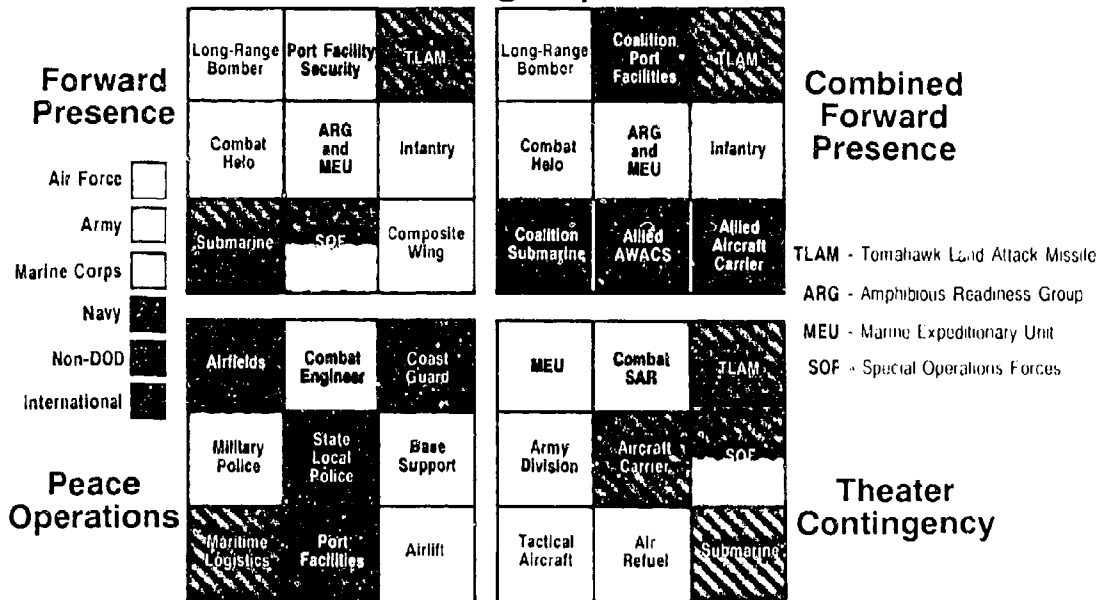 Forward
Presence
Long-Range
Bomber
Port Facility
Security
TLAM
Combat
Helo
ARG
and
MEU
Infantry
Submarine
SOF
Composite
Wing
Long-Range
Bomber
Coalition
Port
Facilities
TLAM
Combat
Helo
ARG
and
MEU
Infantry
Coalition
Submarine
Allied
AWACS
Allied
Aircraft
Carrier
Combined
Forward
Presence
Air Force
Army
Marine Corps
Navy
Non-DOD
International
TLAM - Tomahawk Land Attack Missile
ARG - Amphibious Readiness Group
MEU - Marine Expeditionary Unit
SOF - Special Operations Forces
Peace
Operations
Airfields
Combat
Engineer
Coast
Guard
Military
Police
State
Local
Police
Base
Support
Maritime
Logistics
Port
Facilities
Airlift
MEU
Combat
SAR
TLAM
Army
Division
Aircraft
Carrier
SOF
Tactical
Aircraft
Air
Refuel
Submarine
Theater
Contingency